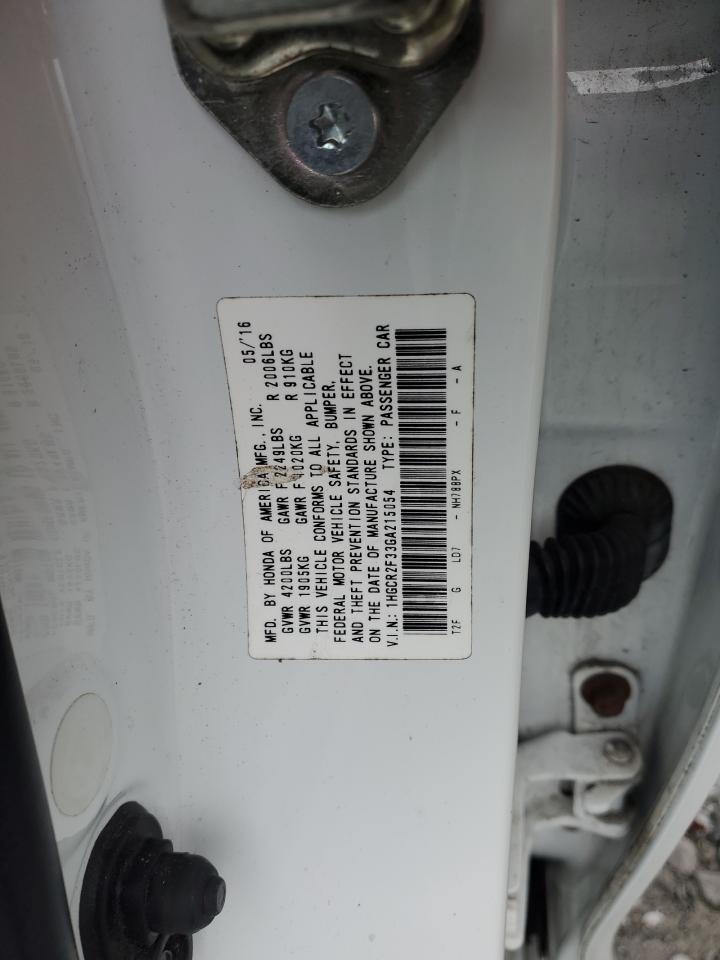 MFD. BY HONDA OF AMERICA MFG., INC. 05/'16
GVWR 4200LBS GAWR F 2249LBS R 2006LBS
GVWR 1905KG GAWR F 1020KG R 910KG
THIS VEHICLE CONFORMS TO ALL APPLICABLE
FEDERAL MOTOR VEHICLE SAFETY, BUMPER,
AND THEFT PREVENTION STANDARDS IN EFFECT
ON THE DATE OF MANUFACTURE SHOWN ABOVE.
V.I.N.: 1HGCR2F33GA215054 TYPE: PASSENGER CAR
T2F G LD7 - NH788PX - F - A